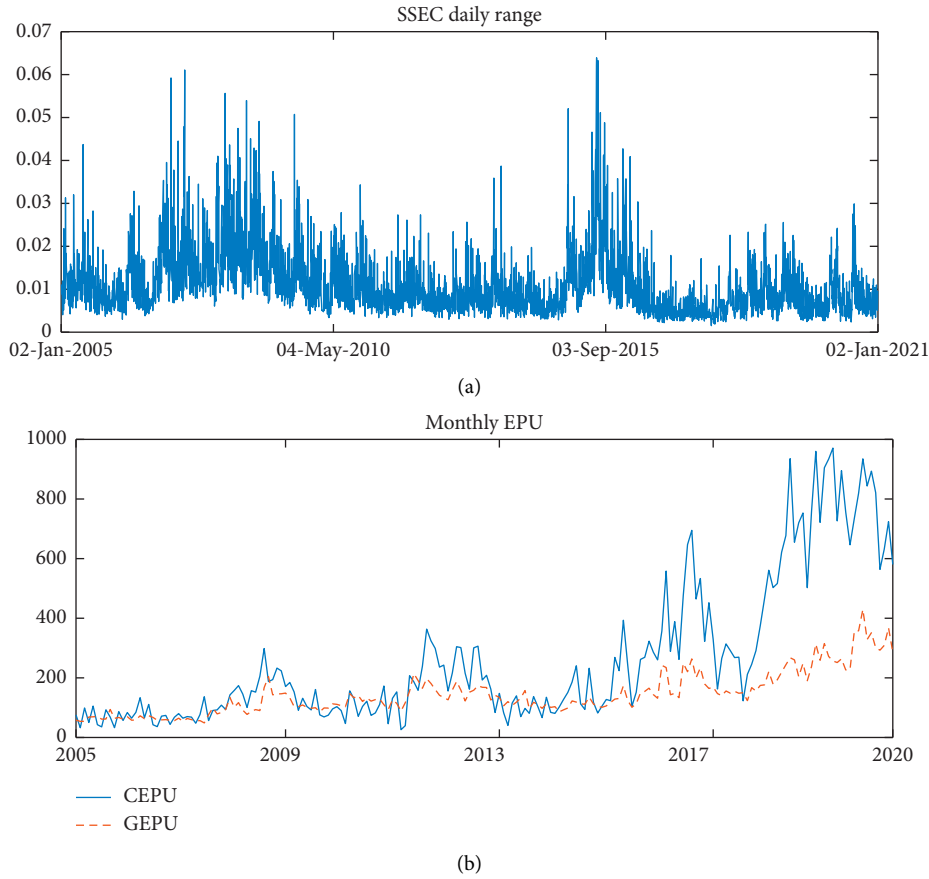 SSEC daily range
0.07
0.06
0.05
0.04
0.03
0.02
0.01
0
02-Jan-2005 04-May-2010 03-Sep-2015 02-Jan-2021
(a)
Monthly EPU
1000
800
600
400
200
0
2005 2009 2013 2017 2020
CEPU
GEPU
(b)